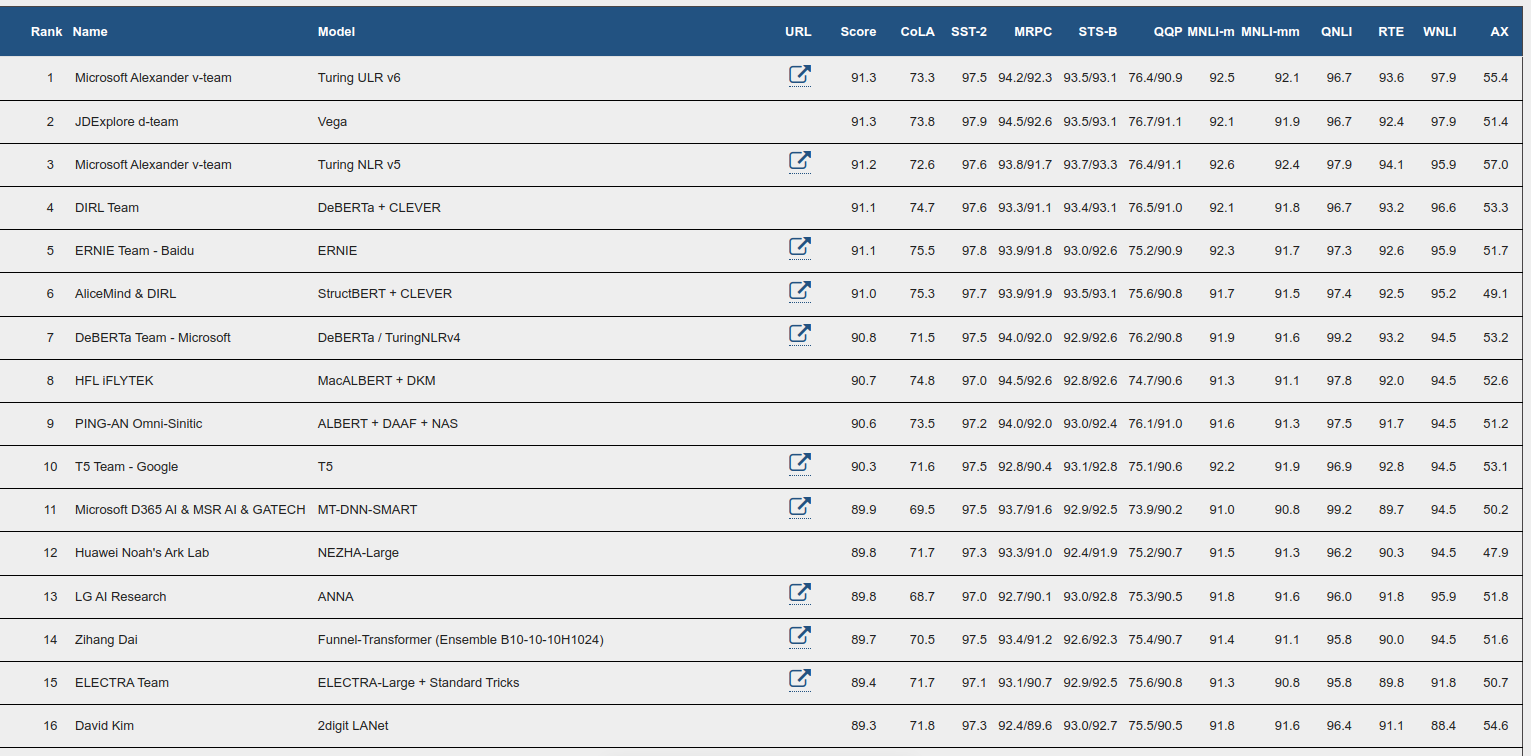 Rank Name Model URL Score CoLA SST-2 MRPC STS-B QQP MNLI-m MNLI-mm QNLI RTE WNLI AX
1 Microsoft Alexander v-team Turing ULR v6 91.3 73.3 97.5 94.2/92.3 93.5/93.1 76.4/90.9 92.5 92.1 96.7 93.6 97.9 55.4
2 JDExplore d-team Vega 91.3 73.8 97.9 94.5/92.6 93.5/93.1 76.7/91.1 92.1 91.9 96.7 92.4 97.9 51.4
3 Microsoft Alexander v-team Turing NLR v5 91.2 72.6 97.6 93.8/91.7 93.7/93.3 76.4/91.1 92.6 92.4 97.9 94.1 95.9 57.0
4 DIRL Team DeBERTa + CLEVER 91.1 74.7 97.6 93.3/91.1 93.4/93.1 76.5/91.0 92.1 91.8 96.7 93.2 96.6 53.3
5 ERNIE Team - Baidu ERNIE 91.1 75.5 97.8 93.9/91.8 93.0/92.6 75.2/90.9 92.3 91.7 97.3 92.6 95.9 51.7
6 AliceMind & DIRL StructBERT + CLEVER 91.0 75.3 97.7 93.9/91.9 93.5/93.1 75.6/90.8 91.7 91.5 97.4 92.5 95.2 49.1
7 DeBERTa Team - Microsoft DeBERTa / TuringNLRv4 90.8 71.5 97.5 94.0/92.0 92.9/92.6 76.2/90.8 91.9 91.6 99.2 93.2 94.5 53.2
8 HFL iFLYTEK MacALBERT + DKM 90.7 74.8 97.0 94.5/92.6 92.8/92.6 74.7/90.6 91.3 91.1 97.8 92.0 94.5 52.6
9 PING-AN Omni-Sinitic ALBERT + DAAF + NAS 90.6 73.5 97.2 94.0/92.0 93.0/92.4 76.1/91.0 91.6 91.3 97.5 91.7 94.5 51.2
10 T5 Team - Google T5 90.3 71.6 97.5 92.8/90.4 93.1/92.8 75.1/90.6 92.2 91.9 96.9 92.8 94.5 53.1
11 Microsoft D365 AI & MSR AI & GATECH MT-DNN-SMART 89.9 69.5 97.5 93.7/91.6 92.9/92.5 73.9/90.2 91.0 90.8 99.2 89.7 94.5 50.2
12 Huawei Noah's Ark Lab NEZHA-Large 89.8 71.7 97.3 93.3/91.0 92.4/91.9 75.2/90.7 91.5 91.3 96.2 90.3 94.5 47.9
13 LG AI Research ANNA 89.8 68.7 97.0 92.7/90.1 93.0/92.8 75.3/90.5 91.8 91.6 96.0 91.8 95.9 51.8
14 Zihang Dai Funnel-Transformer (Ensemble B10-10-10H1024) 89.7 70.5 97.5 93.4/91.2 92.6/92.3 75.4/90.7 91.4 91.1 95.8 90.0 94.5 51.6
15 ELECTRA Team ELECTRA-Large + Standard Tricks 89.4 71.7 97.1 93.1/90.7 92.9/92.5 75.6/90.8 91.3 90.8 95.8 89.8 91.8 50.7
16 David Kim 2digit LANet 89.3 71.8 97.3 92.4/89.6 93.0/92.7 75.5/90.5 91.8 91.6 96.4 91.1 88.4 54.6